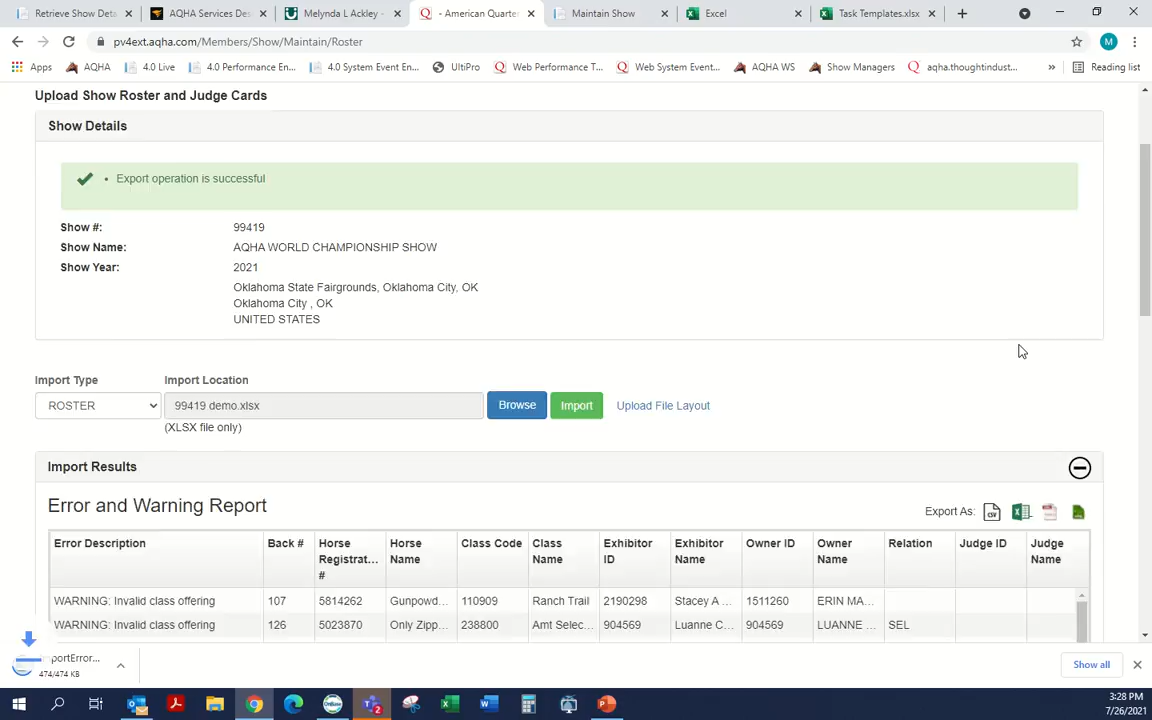 Retrieve Show Deta
AQHA Services Des
Melynda L Ackley -
- American Quarte
Maintain Show
Excel
Task Templates.xlsx
pv4ext.aqha.com/Members/Show/Maintain/Roster
M
Apps
AQHA
4.0 Live
4.0 Performance En...
4.0 System Event En...
UltiPro
Web Performance T...
Web System Event...
AQHA WS
Show Managers
aqha.thoughtindust...
»
Reading list
Upload Show Roster and Judge Cards
Show Details
• Export operation is successful
Show #: 99419
Show Name: AQHA WORLD CHAMPIONSHIP SHOW
Show Year: 2021
Oklahoma State Fairgrounds, Oklahoma City, OK
Oklahoma City , OK
UNITED STATES
Import Type Import Location
ROSTER 99419 demo.xlsx Browse Import Upload File Layout
(XLSX file only)
Import Results
Error and Warning Report
Export As:
Error Description Back # Horse Registrat... # Horse Name Class Code Class Name Exhibitor ID Exhibitor Name Owner ID Owner Name Relation Judge ID Judge Name
WARNING: Invalid class offering 107 5814262 Gunpowd... 110909 Ranch Trail 2190298 Stacey A ... 1511260 ERIN MA...
WARNING: Invalid class offering 126 5023870 Only Zipp... 238800 Amt Selec... 904569 Luanne C... 904569 LUANNE ... SEL
mportError...
474/474 KB
Show all
3:28 PM
7/26/2021